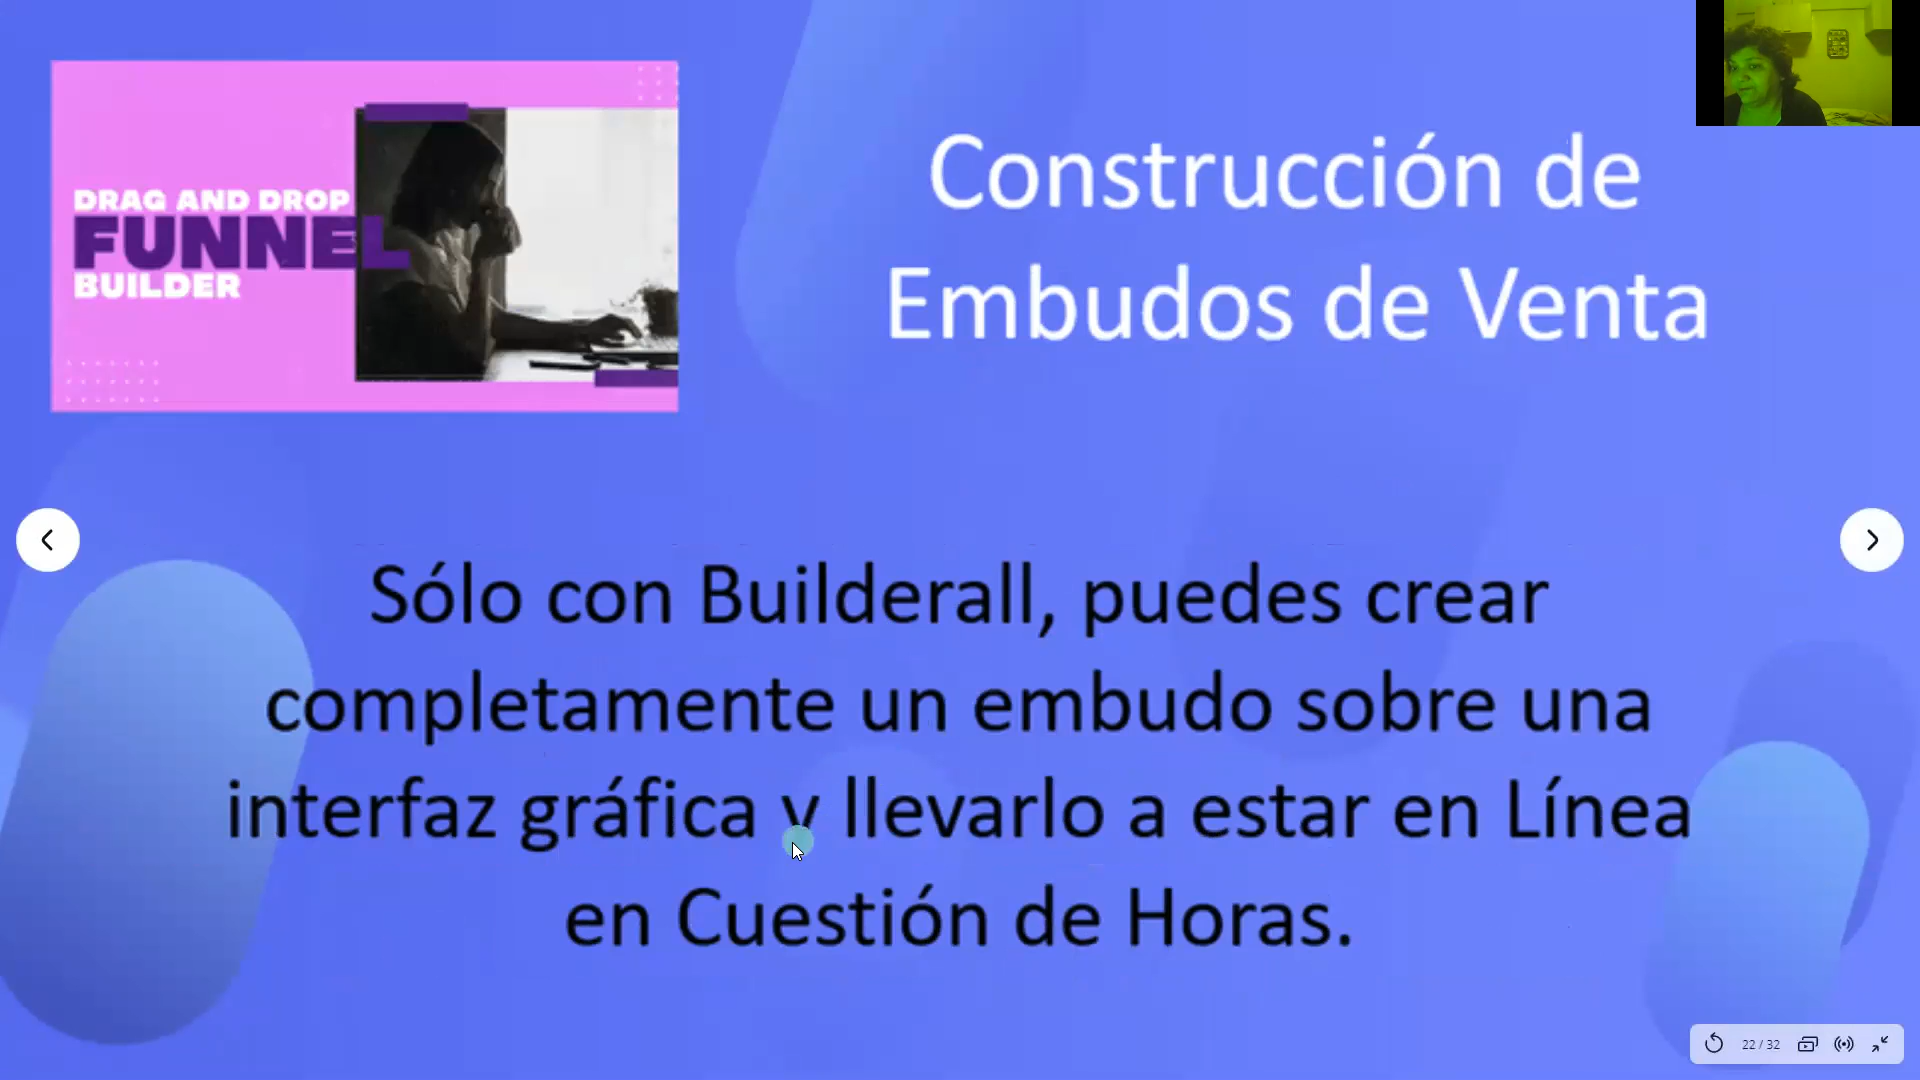 DRAG AND DROP
FUNNEL
BUILDER
Construcción de
Embudos de Venta
Sólo con Builderall, puedes crear
completamente un embudo sobre una
interfaz gráfica y llevarlo a estar en Línea
en Cuestión de Horas.
22 / 32